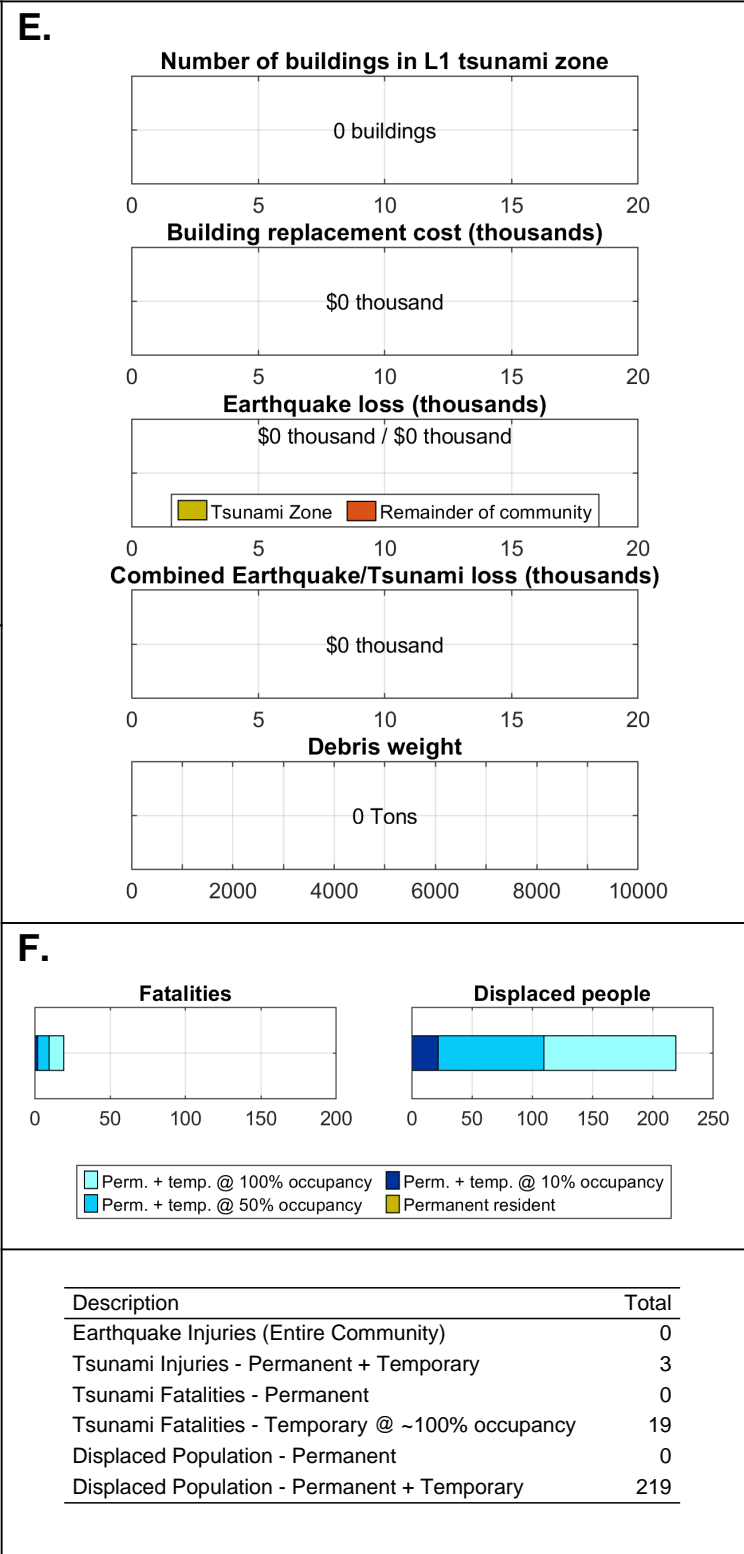 E.
Number of buildings in L1 tsunami zone
0 buildings
0 5 10 15 20
Building replacement cost (thousands)
$0 thousand
0 5 10 15 20
Earthquake loss (thousands)
$0 thousand / $0 thousand
Tsunami Zone Remainder of community
0 5 10 15 20
Combined Earthquake/Tsunami loss (thousands)
$0 thousand
0 5 10 15 20
Debris weight
0 Tons
0 2000 4000 6000 8000 10000
F.
Fatalities Displaced people
0 50 100 150 200 0 50 100 150 200 250
Perm. + temp. @ 100% occupancy Perm. + temp. @ 10% occupancy
Perm. + temp. @ 50% occupancy Permanent resident
Description Total
Earthquake Injuries (Entire Community) 0
Tsunami Injuries - Permanent + Temporary 3
Tsunami Fatalities - Permanent 0
Tsunami Fatalities - Temporary @ ~100% occupancy 19
Displaced Population - Permanent 0
Displaced Population - Permanent + Temporary 219